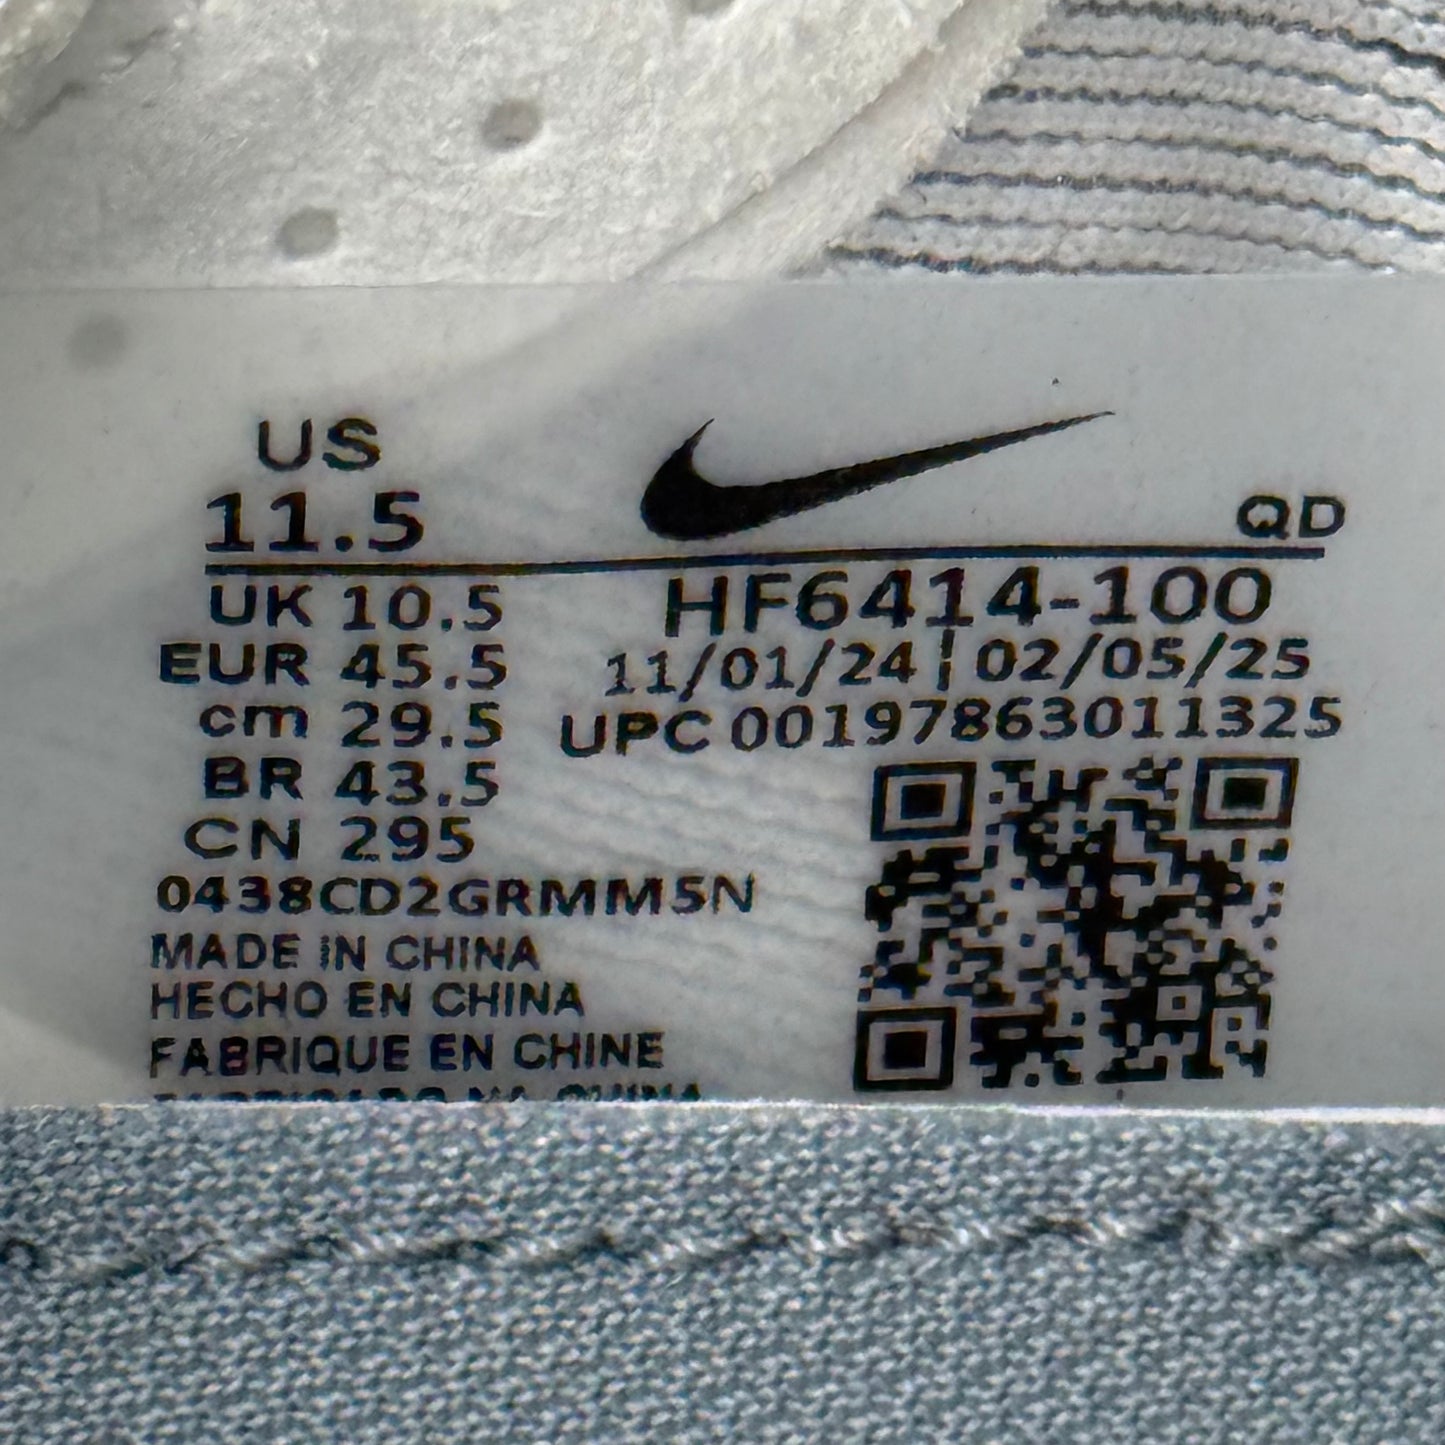 US
11.5
QD
UK 10.5
EUR 45.5
cm 29.5
BR 43.5
CN 295
HF6414-100
11/01/24 | 02/05/25
UPC 00197863011325
0438CD2GRMM5N
MADE IN CHINA
HECHO EN CHINA
FABRIQUE EN CHINE